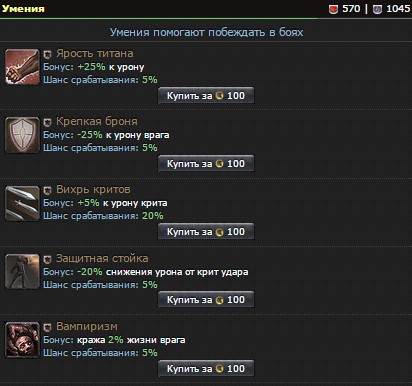 Умения 570 | 1045
Умения помогают побеждать в боях
Ярость титана
Бонус: +25% к урону
Шанс срабатывания: 5%
Купить за 100
Крепкая броня
Бонус: -25% к урону врага
Шанс срабатывания: 5%
Купить за 100
Вихрь критов
Бонус: +5% к урону крита
Шанс срабатывания: 20%
Купить за 100
Защитная стойка
Бонус: -20% снижения урона от крит удара
Шанс срабатывания: 5%
Купить за 100
Вампиризм
Бонус: кража 2% жизни врага
Шанс срабатывания: 5%
Купить за 100